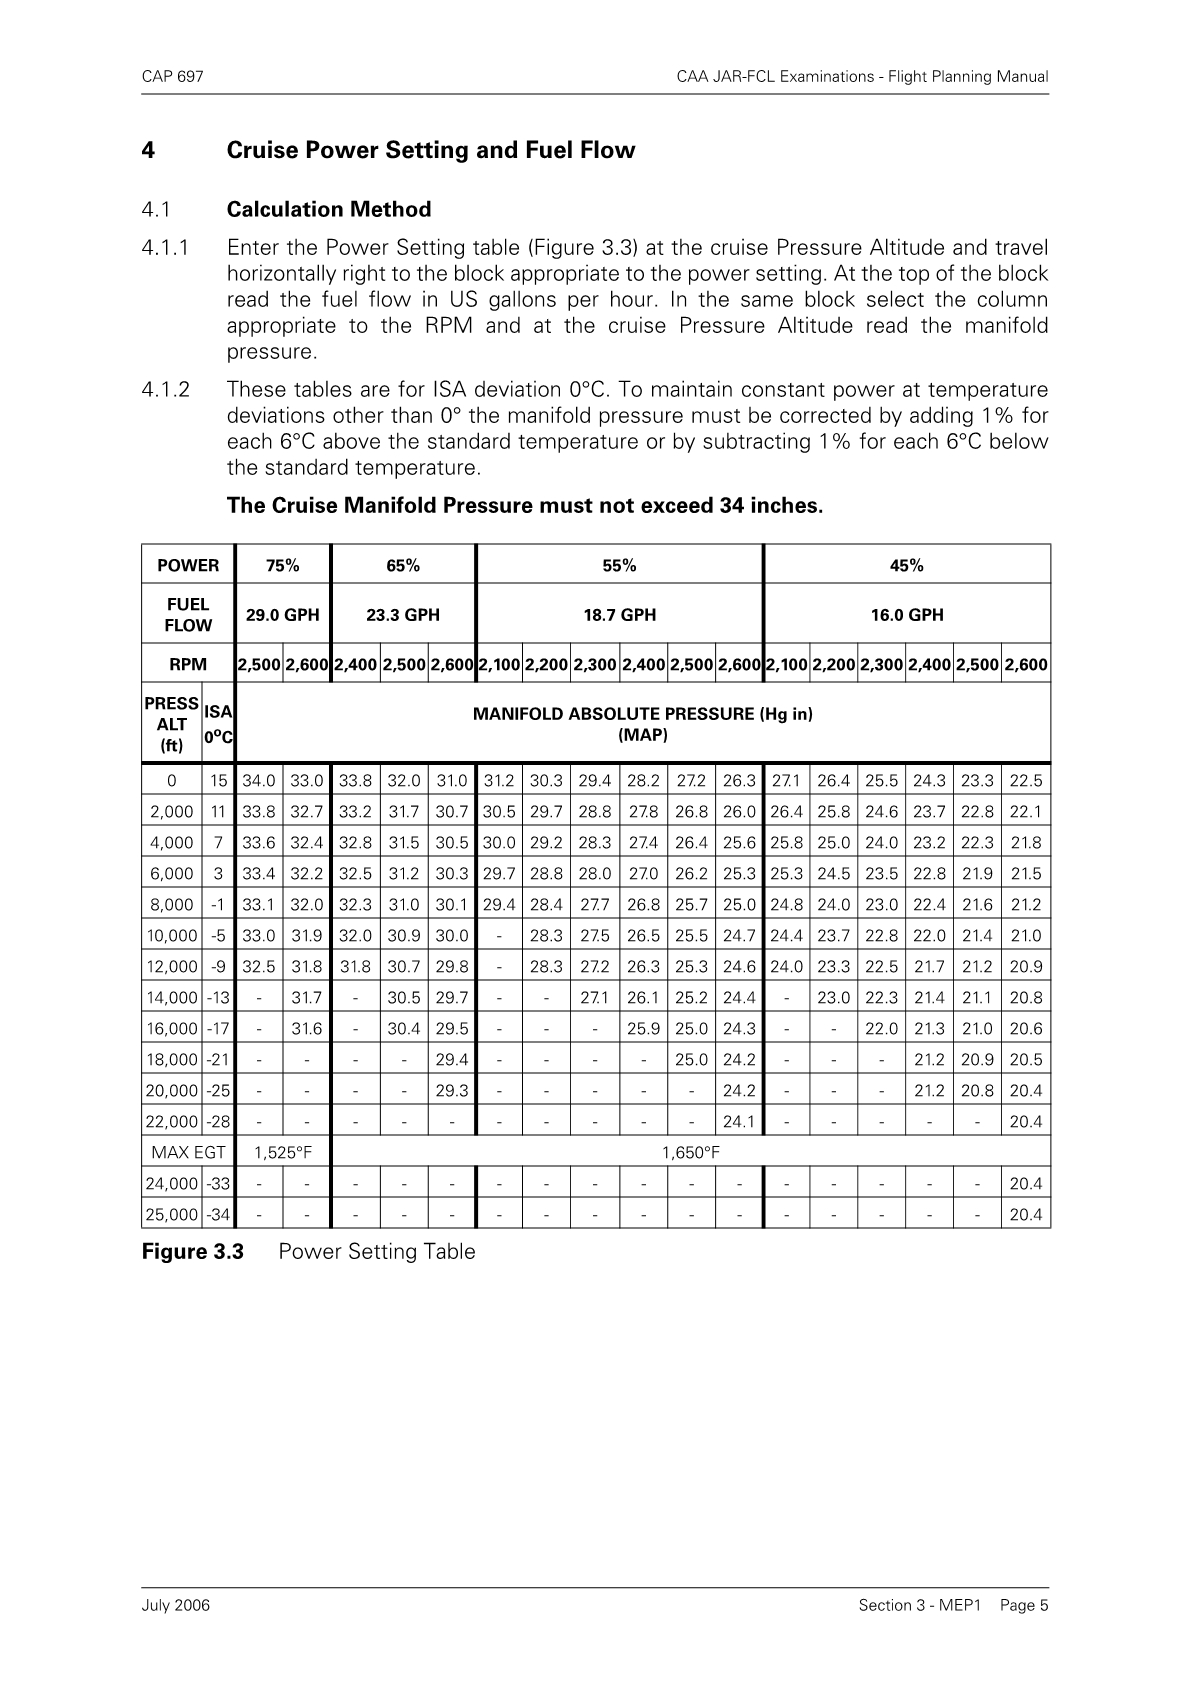 CAP 697 CAA JAR-FCL Examinations - Flight Planning Manual
4 Cruise Power Setting and Fuel Flow
4.1 Calculation Method
4.1.1 Enter the Power Setting table (Figure 3.3) at the cruise Pressure Altitude and travel
horizontally right to the block appropriate to the power setting. At the top of the block
read the fuel flow in US gallons per hour. In the same block select the column
appropriate to the RPM and at the cruise Pressure Altitude read the manifold
pressure.
4.1.2 These tables are for ISA deviation 0°C. To maintain constant power at temperature
deviations other than 0° the manifold pressure must be corrected by adding 1% for
each 6°C above the standard temperature or by subtracting 1% for each 6°C below
the standard temperature.
The Cruise Manifold Pressure must not exceed 34 inches.
POWER 75% 65% 55% 45%
FUEL
FLOW 29.0 GPH 23.3 GPH 18.7 GPH 16.0 GPH
RPM 2,500 2,600 2,400 2,500 2,600 2,100 2,200 2,300 2,400 2,500 2,600 2,100 2,200 2,300 2,400 2,500 2,600
PRESS
ALT
(ft)
ISA
0ºC
MANIFOLD ABSOLUTE PRESSURE (Hg in)
(MAP)
0 15 34.0 33.0 33.8 32.0 31.0 31.2 30.3 29.4 28.2 27.2 26.3 27.1 26.4 25.5 24.3 23.3 22.5
2,000 11 33.8 32.7 33.2 31.7 30.7 30.5 29.7 28.8 27.8 26.8 26.0 26.4 25.8 24.6 23.7 22.8 22.1
4,000 7 33.6 32.4 32.8 31.5 30.5 30.0 29.2 28.3 27.4 26.4 25.6 25.8 25.0 24.0 23.2 22.3 21.8
6,000 3 33.4 32.2 32.5 31.2 30.3 29.7 28.8 28.0 27.0 26.2 25.3 25.3 24.5 23.5 22.8 21.9 21.5
8,000 -1 33.1 32.0 32.3 31.0 30.1 29.4 28.4 27.7 26.8 25.7 25.0 24.8 24.0 23.0 22.4 21.6 21.2
10,000 -5 33.0 31.9 32.0 30.9 30.0 - 28.3 27.5 26.5 25.5 24.7 24.4 23.7 22.8 22.0 21.4 21.0
12,000 -9 32.5 31.8 31.8 30.7 29.8 - 28.3 27.2 26.3 25.3 24.6 24.0 23.3 22.5 21.7 21.2 20.9
14,000 -13 - 31.7 - 30.5 29.7 - - 27.1 26.1 25.2 24.4 - 23.0 22.3 21.4 21.1 20.8
16,000 -17 - 31.6 - 30.4 29.5 - - - 25.9 25.0 24.3 - - 22.0 21.3 21.0 20.6
18,000 -21 - - - - 29.4 - - - - 25.0 24.2 - - - 21.2 20.9 20.5
20,000 -25 - - - - 29.3 - - - - - 24.2 - - - 21.2 20.8 20.4
22,000 -28 - - - - - - - - - - 24.1 - - - - - 20.4
MAX EGT 1,525°F 1,650°F
24,000 -33 - - - - - - - - - - - - - - - - 20.4
25,000 -34 - - - - - - - - - - - - - - - - 20.4
Figure 3.3 Power Setting Table
July 2006 Section 3 - MEP1 Page 5